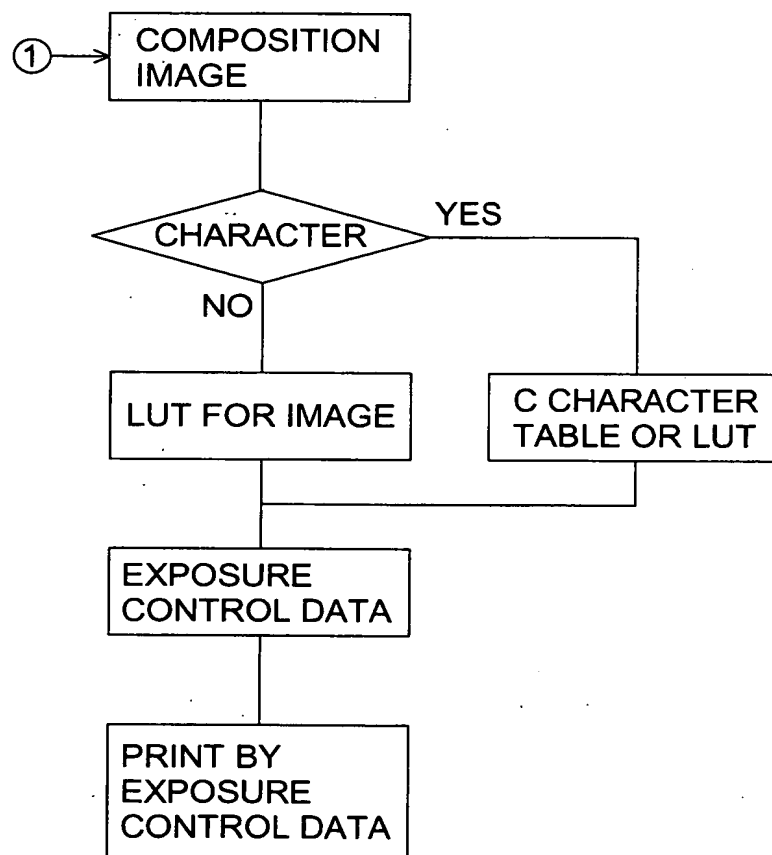 1
COMPOSITION
IMAGE
CHARACTER
YES
NO
LUT FOR IMAGE
C CHARACTER
TABLE OR LUT
EXPOSURE
CONTROL DATA
PRINT BY
EXPOSURE
CONTROL DATA